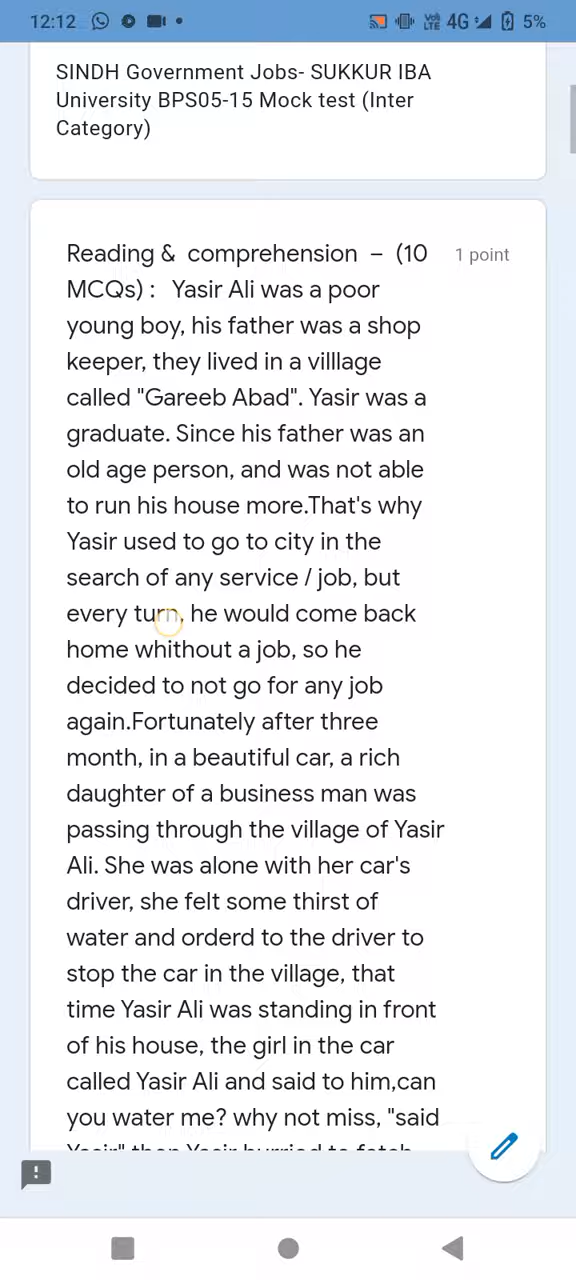 12:12
4G
5%
SINDH Government Jobs- SUKKUR IBA
University BPS05-15 Mock test (Inter
Category)
Reading & comprehension – (10
1 point
MCQs) : Yasir Ali was a poor
young boy, his father was a shop
keeper, they lived in a villlage
called "Gareeb Abad". Yasir was a
graduate. Since his father was an
old age person, and was not able
to run his house more.That's why
Yasir used to go to city in the
search of any service / job, but
every turn, he would come back
home whithout a job, so he
decided to not go for any job
again.Fortunately after three
month, in a beautiful car, a rich
daughter of a business man was
passing through the village of Yasir
Ali. She was alone with her car's
driver, she felt some thirst of
water and orderd to the driver to
stop the car in the village, that
time Yasir Ali was standing in front
of his house, the girl in the car
called Yasir Ali and said to him,can
you water me? why not miss, "said